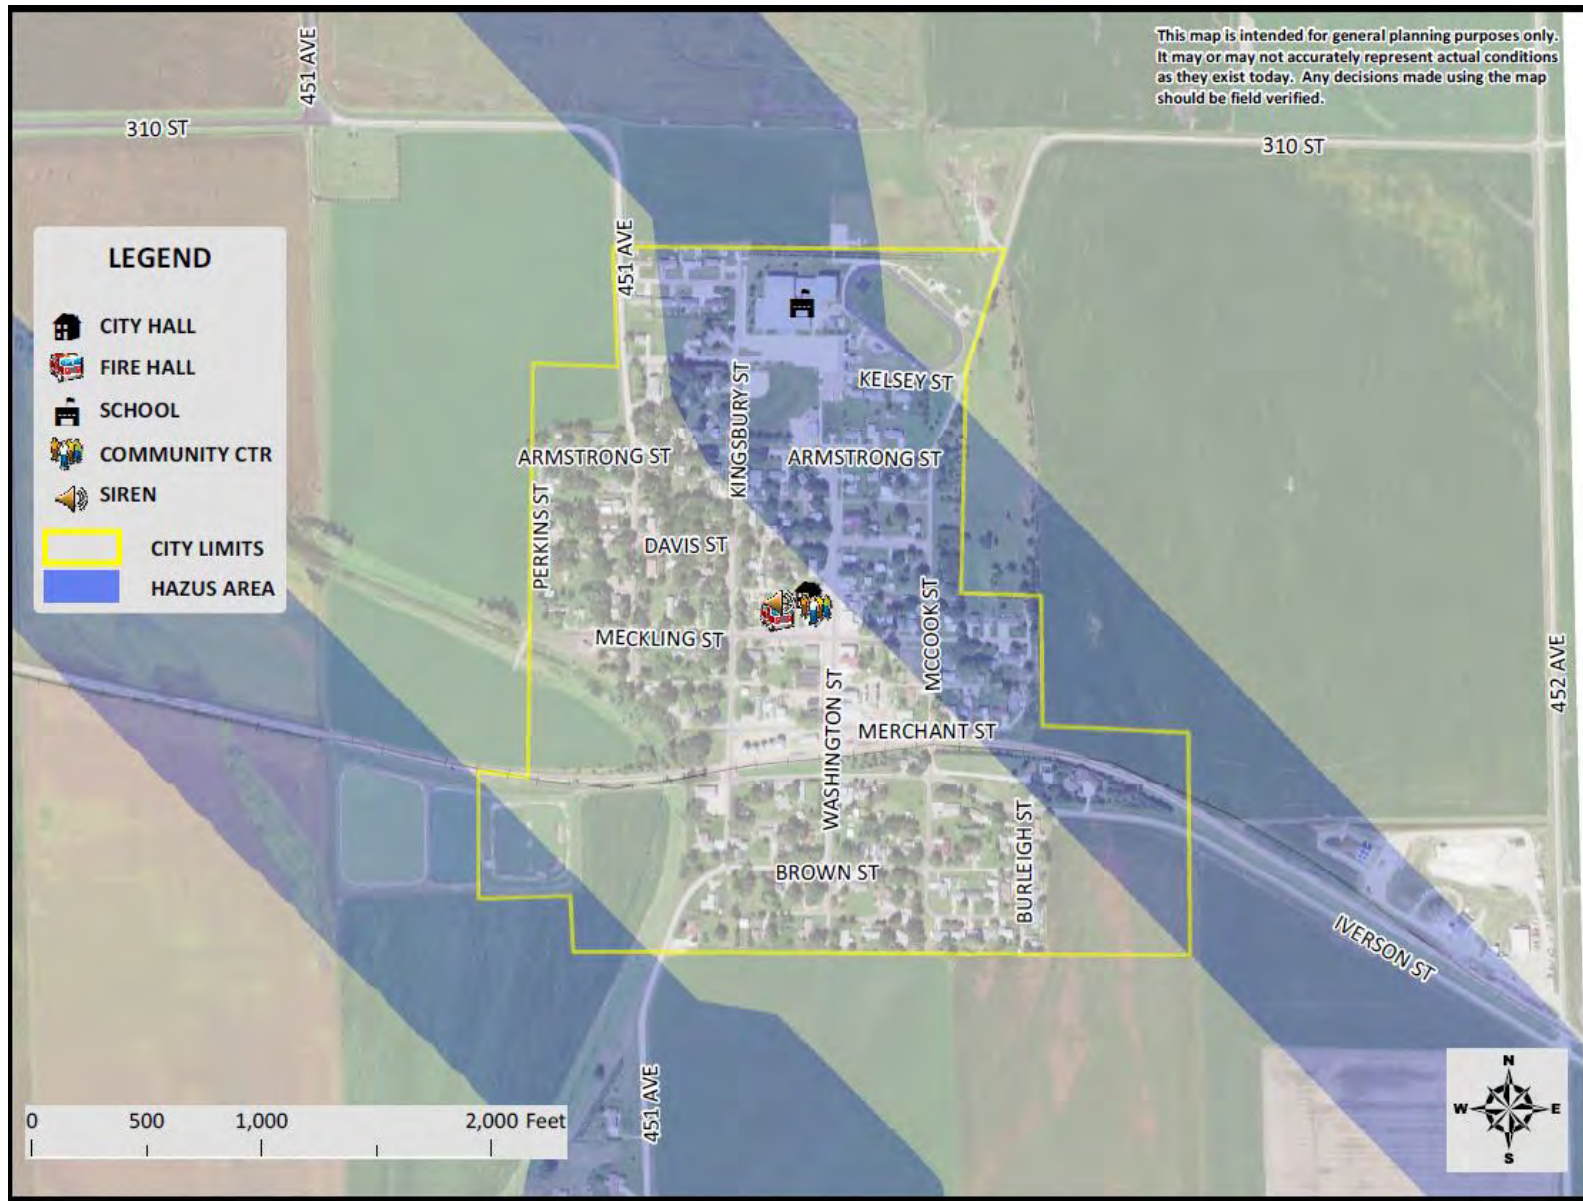 This map is intended for general planning purposes only.
It may or may not accurately represent actual conditions
as they exist today. Any decisions made using the map
should be field verified.
451 AVE
310 ST
310 ST
451 AVE
LEGEND
CITY HALL
FIRE HALL
SCHOOL
COMMUNITY CTR
SIREN
CITY LIMITS
HAZUS AREA
KELSEY ST
KINGSBURY ST
ARMSTRONG ST
ARMSTRONG ST
PERKINS ST
DAVIS ST
MECKLING ST
MCCOOK ST
452 AVE
WASHINGTON ST
MERCHANT ST
BROWN ST
BURLEIGH ST
IVERSON ST
451 AVE
0 500 1,000 2,000 Feet
N
W E
S